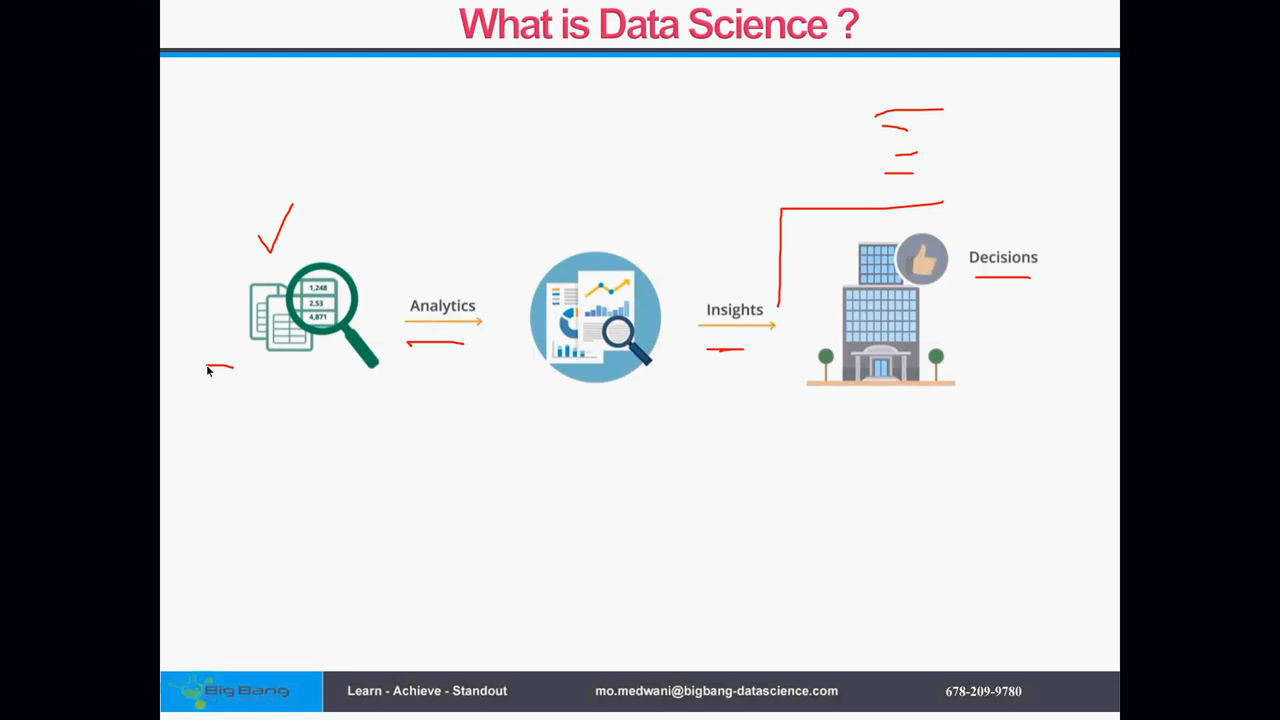 What is Data Science ?
1,248
2,53
4,871
Analytics
Insights
Decisions
Big Bang
Learn - Achieve - Standout
mo.medwani@bigbang-datascience.com
678-209-9780